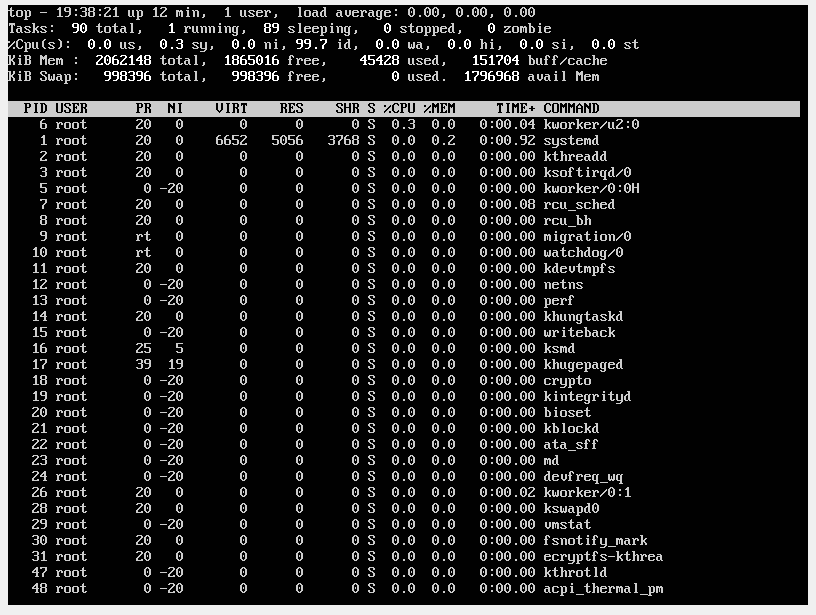 top - 19:38:21 up 12 min,  1 user,  load average: 0.00, 0.00, 0.00
Tasks:  90 total,   1 running,  89 sleeping,   0 stopped,   0 zombie
%Cpu(s):  0.0 us,  0.3 sy,  0.0 ni, 99.7 id,  0.0 wa,  0.0 hi,  0.0 si,  0.0 st
KiB Mem :  2062148 total,  1865016 free,    45428 used,   151704 buff/cache
KiB Swap:   998396 total,   998396 free,        0 used.  1796968 avail Mem
PID USER      PR  NI    VIRT    RES    SHR S %CPU %MEM     TIME+ COMMAND
6 root      20   0       0      0      0 S  0.3  0.0   0:00.04 kworker/u2:0
1 root      20   0    6652   5056   3768 S  0.0  0.2   0:00.92 systemd
2 root      20   0       0      0      0 S  0.0  0.0   0:00.00 kthreadd
3 root      20   0       0      0      0 S  0.0  0.0   0:00.00 ksoftirqd/0
5 root       0 -20       0      0      0 S  0.0  0.0   0:00.00 kworker/0:0H
7 root      20   0       0      0      0 S  0.0  0.0   0:00.08 rcu_sched
8 root      20   0       0      0      0 S  0.0  0.0   0:00.00 rcu_bh
9 root      rt   0       0      0      0 S  0.0  0.0   0:00.00 migration/0
10 root      rt   0       0      0      0 S  0.0  0.0   0:00.00 watchdog/0
11 root      20   0       0      0      0 S  0.0  0.0   0:00.00 kdevtmpfs
12 root       0 -20       0      0      0 S  0.0  0.0   0:00.00 netns
13 root       0 -20       0      0      0 S  0.0  0.0   0:00.00 perf
14 root      20   0       0      0      0 S  0.0  0.0   0:00.00 khungtaskd
15 root       0 -20       0      0      0 S  0.0  0.0   0:00.00 writeback
16 root      25   5       0      0      0 S  0.0  0.0   0:00.00 ksmd
17 root      39  19       0      0      0 S  0.0  0.0   0:00.00 khugepaged
18 root       0 -20       0      0      0 S  0.0  0.0   0:00.00 crypto
19 root       0 -20       0      0      0 S  0.0  0.0   0:00.00 kintegrityd
20 root       0 -20       0      0      0 S  0.0  0.0   0:00.00 bioset
21 root       0 -20       0      0      0 S  0.0  0.0   0:00.00 kblockd
22 root       0 -20       0      0      0 S  0.0  0.0   0:00.00 ata_sff
23 root       0 -20       0      0      0 S  0.0  0.0   0:00.00 md
24 root       0 -20       0      0      0 S  0.0  0.0   0:00.00 devfreq_wq
26 root      20   0       0      0      0 S  0.0  0.0   0:00.02 kworker/0:1
28 root      20   0       0      0      0 S  0.0  0.0   0:00.00 kswapd0
29 root       0 -20       0      0      0 S  0.0  0.0   0:00.00 vmstat
30 root      20   0       0      0      0 S  0.0  0.0   0:00.00 fsnotify_mark
31 root      20   0       0      0      0 S  0.0  0.0   0:00.00 ecryptfs-kthrea
47 root       0 -20       0      0      0 S  0.0  0.0   0:00.00 kthrotld
48 root       0 -20       0      0      0 S  0.0  0.0   0:00.00 acpi_thermal_pm